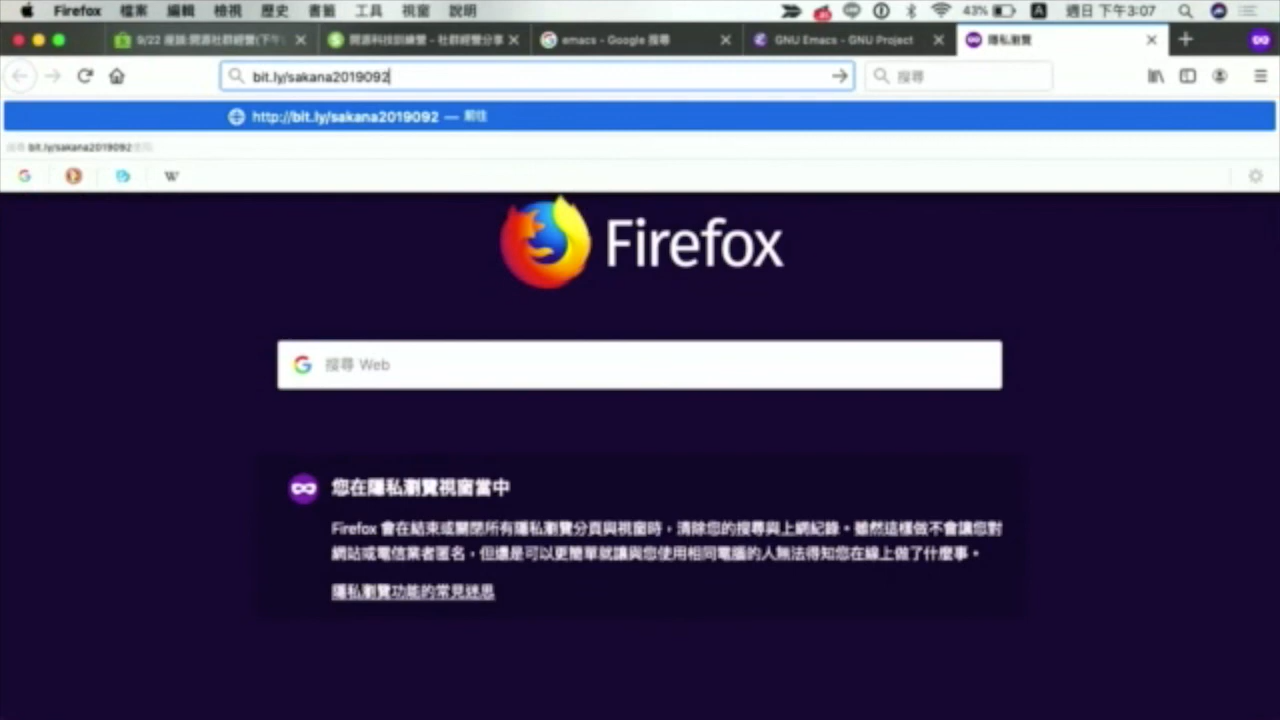 Firefox 檔案 編輯 檢視 歷史 書籤 工具 視窗 說明 43% A 週日 下午3:07
9/22 座談:開源社群經營(下午
開源科技訓練營 - 社群經營分享
emacs - Google 搜尋
GNU Emacs - GNU Project
隱私瀏覽
bit.ly/sakana2019092
搜尋
http://bit.ly/sakana2019092 — 前往
bit.ly/sakana2019092
W
Firefox
搜尋 Web
您在隱私瀏覽視窗當中
Firefox 會在結束或關閉所有隱私瀏覽分頁與視窗時，清除您的搜尋與上網紀錄。雖然這樣做不會讓您對
網站或電信業者匿名，但還是可以更簡單就讓與您使用相同電腦的人無法得知您在線上做了什麼事。
隱私瀏覽功能的常見迷思